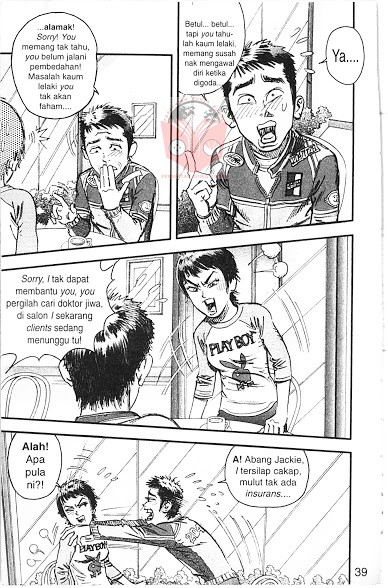 ...alamak!
Sorry! You
memang tak tahu,
you belum jalani
pembedahan!
Masalah kaum
lelaki you
tak akan
faham....
Betul... betul...
tapi you tahu-
lah kaum lelaki,
memang susah
nak mengawal
diri ketika
digoda...
Ya....
Sorry, I tak dapat
membantu you, you
pergilah cari doktor jiwa,
di salon I sekarang
clients sedang
menunggu tu!
PLAY BOY
Alah!
Apa
pula
ni?!
A! Abang Jackie,
I tersilap cakap,
mulut tak ada
insurans....
PLAYBOY
39